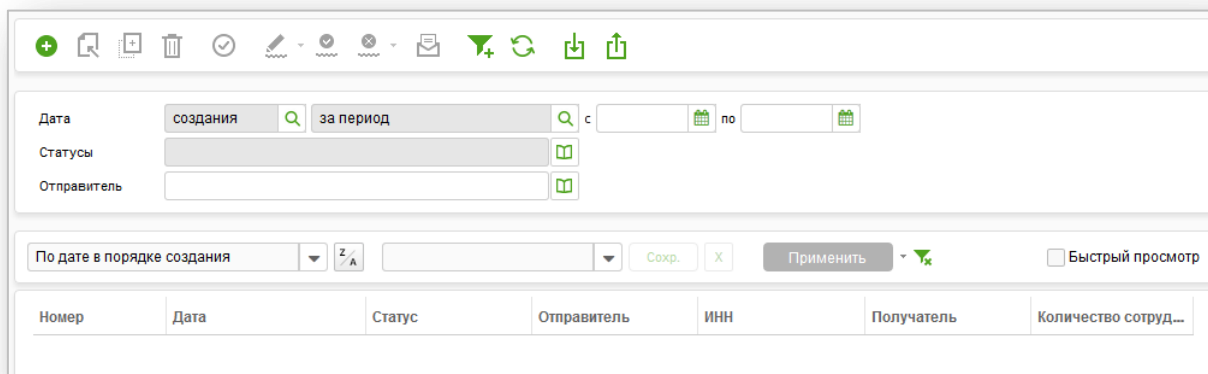 Дата создания за период с по
Статусы
Отправитель
По дате в порядке создания Z/A Сохр. X Применить Быстрый просмотр
Номер Дата Статус Отправитель ИНН Получатель Количество сотруд...